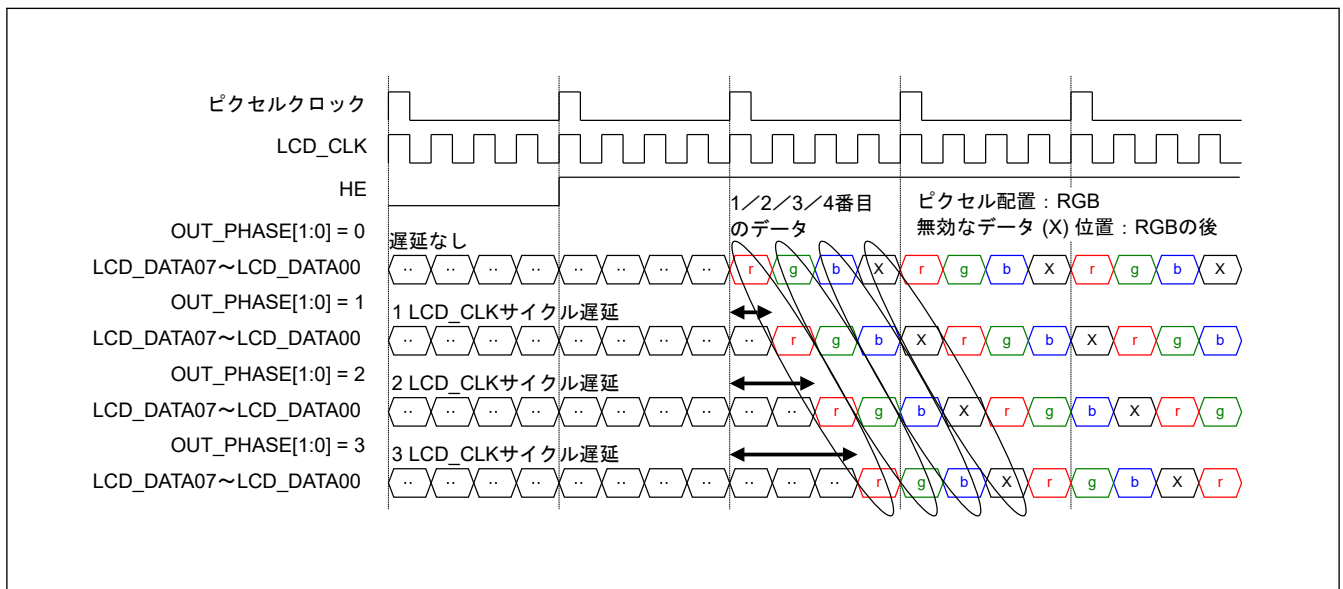 ピクセルクロック
LCD_CLK
HE
1／2／3／4番目
のデータ
ピクセル配置：RGB
無効なデータ (X) 位置：RGBの後
OUT_PHASE[1:0] = 0
遅延なし
LCD_DATA07～LCD_DATA00 ·· ·· ·· ·· ·· ·· ·· ·· r g b X r g b X r g b X
OUT_PHASE[1:0] = 1
1 LCD_CLKサイクル遅延
LCD_DATA07～LCD_DATA00 ·· ·· ·· ·· ·· ·· ·· ·· ·· r g b X r g b X r g b
OUT_PHASE[1:0] = 2
2 LCD_CLKサイクル遅延
LCD_DATA07～LCD_DATA00 ·· ·· ·· ·· ·· ·· ·· ·· ·· ·· r g b X r g b X r g
OUT_PHASE[1:0] = 3
3 LCD_CLKサイクル遅延
LCD_DATA07～LCD_DATA00 ·· ·· ·· ·· ·· ·· ·· ·· ·· ·· ·· r g b X r g b X r